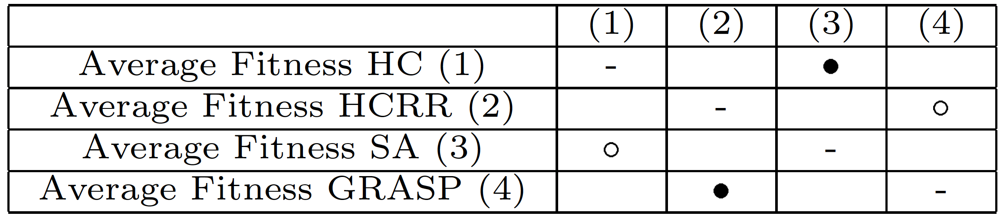 (1) (2) (3) (4)
Average Fitness HC (1) - ●
Average Fitness HCRR (2) - ○
Average Fitness SA (3) ○ -
Average Fitness GRASP (4) ● -